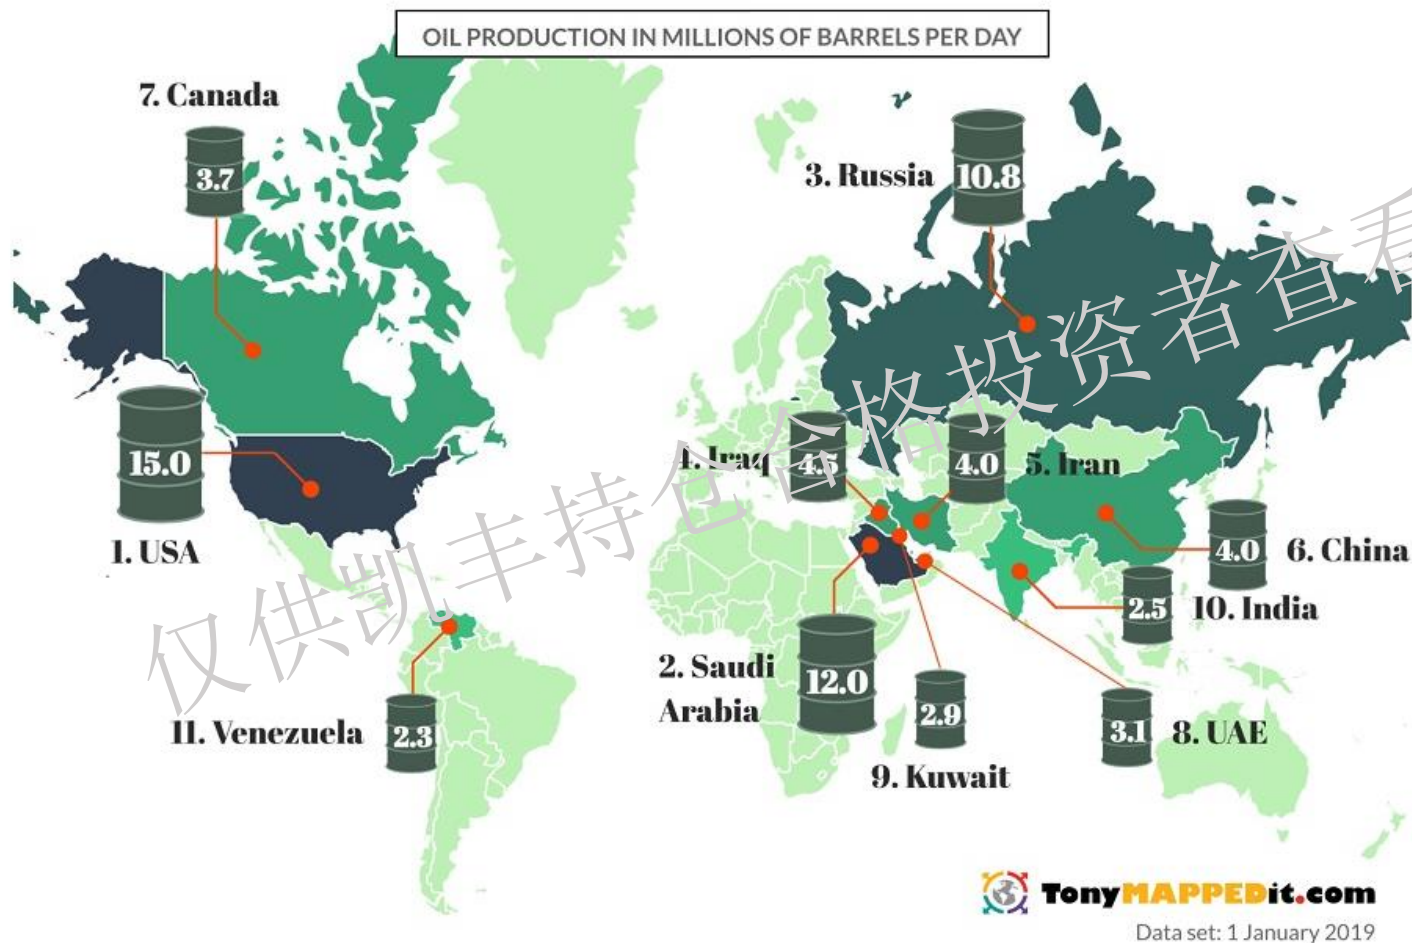 OIL PRODUCTION IN MILLIONS OF BARRELS PER DAY
7. Canada
3.7
3. Russia
10.8
15.0
1. USA
4. Iraq
4.5
4.0
5. Iran
4.0
6. China
2.5
10. India
2. Saudi
Arabia
12.0
2.9
9. Kuwait
3.1
8. UAE
11. Venezuela
2.3
仅供凯丰持仓合格投资者查看
TonyMAPPEDit.com
Data set: 1 January 2019